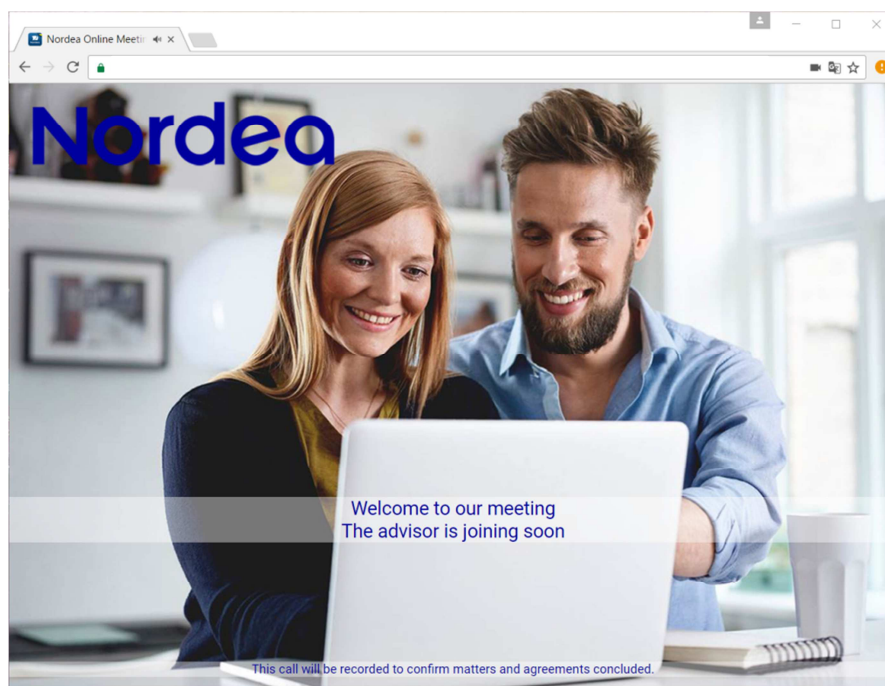 Nordea Online Meetin
Nordea
Welcome to our meeting
The advisor is joining soon
This call will be recorded to confirm matters and agreements concluded.